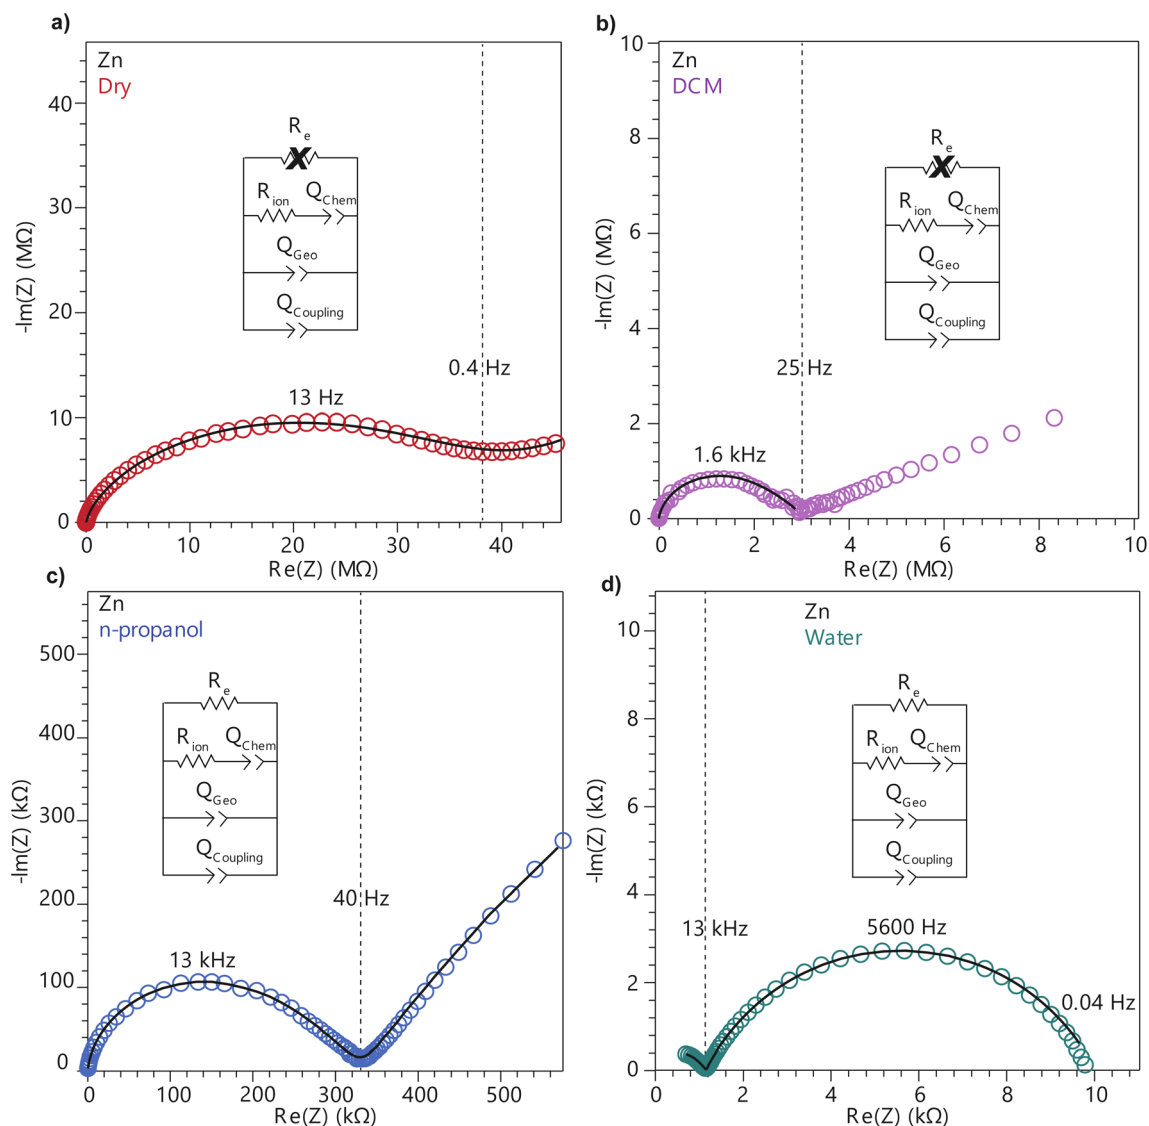 a)
Zn
Dry
-Im(Z) (MΩ)
40
30
20
10
0
R e
R ion Q Chem
Q Geo
Q Coupling
0.4 Hz
13 Hz
0 10 20 30 40
Re(Z) (MΩ)
b)
Zn
DCM
-Im(Z) (MΩ)
10
8
6
4
2
0
R e
R ion Q Chem
Q Geo
Q Coupling
25 Hz
1.6 kHz
0 2 4 6 8 10
Re(Z) (MΩ)
c)
Zn
n-propanol
-Im(Z) (kΩ)
500
400
300
200
100
0
R e
R ion Q Chem
Q Geo
Q Coupling
40 Hz
13 kHz
0 100 200 300 400 500
Re(Z) (kΩ)
d)
Zn
Water
-Im(Z) (kΩ)
10
8
6
4
2
0
R e
R ion Q Chem
Q Geo
Q Coupling
13 kHz
5600 Hz
0.04 Hz
0 2 4 6 8 10
Re(Z) (kΩ)